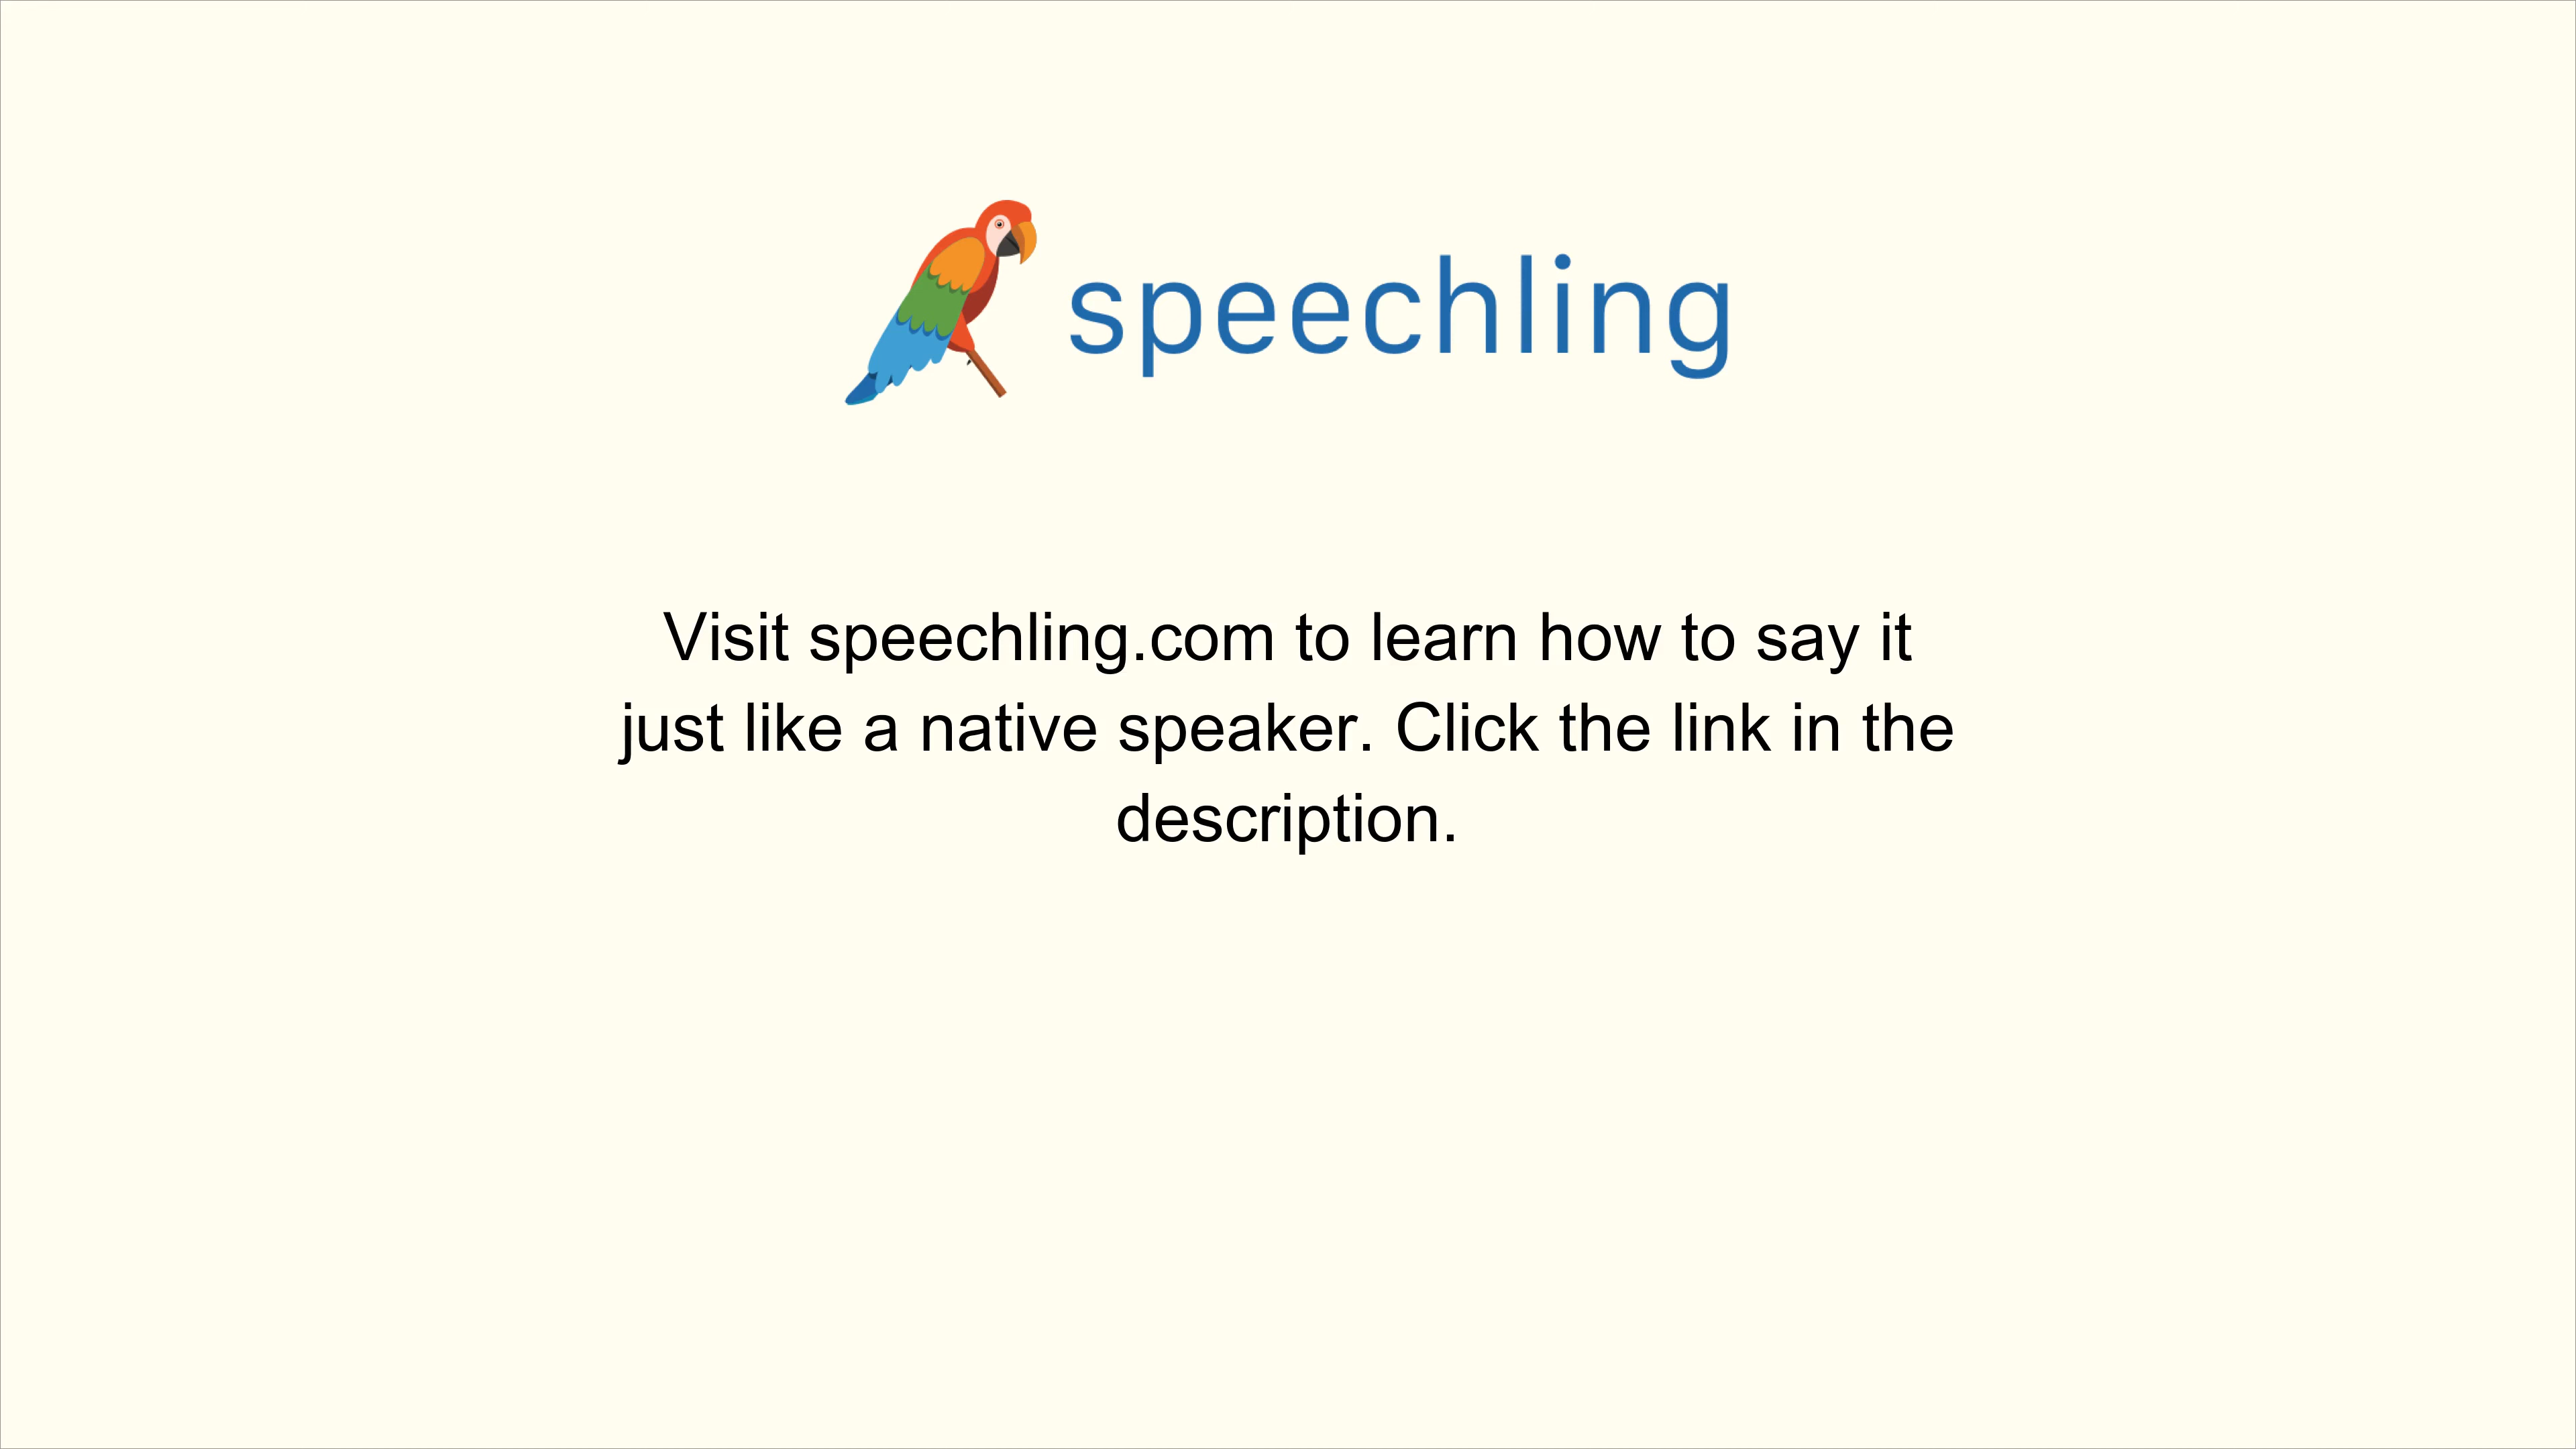 speechling
Visit speechling.com to learn how to say it
just like a native speaker. Click the link in the
description.